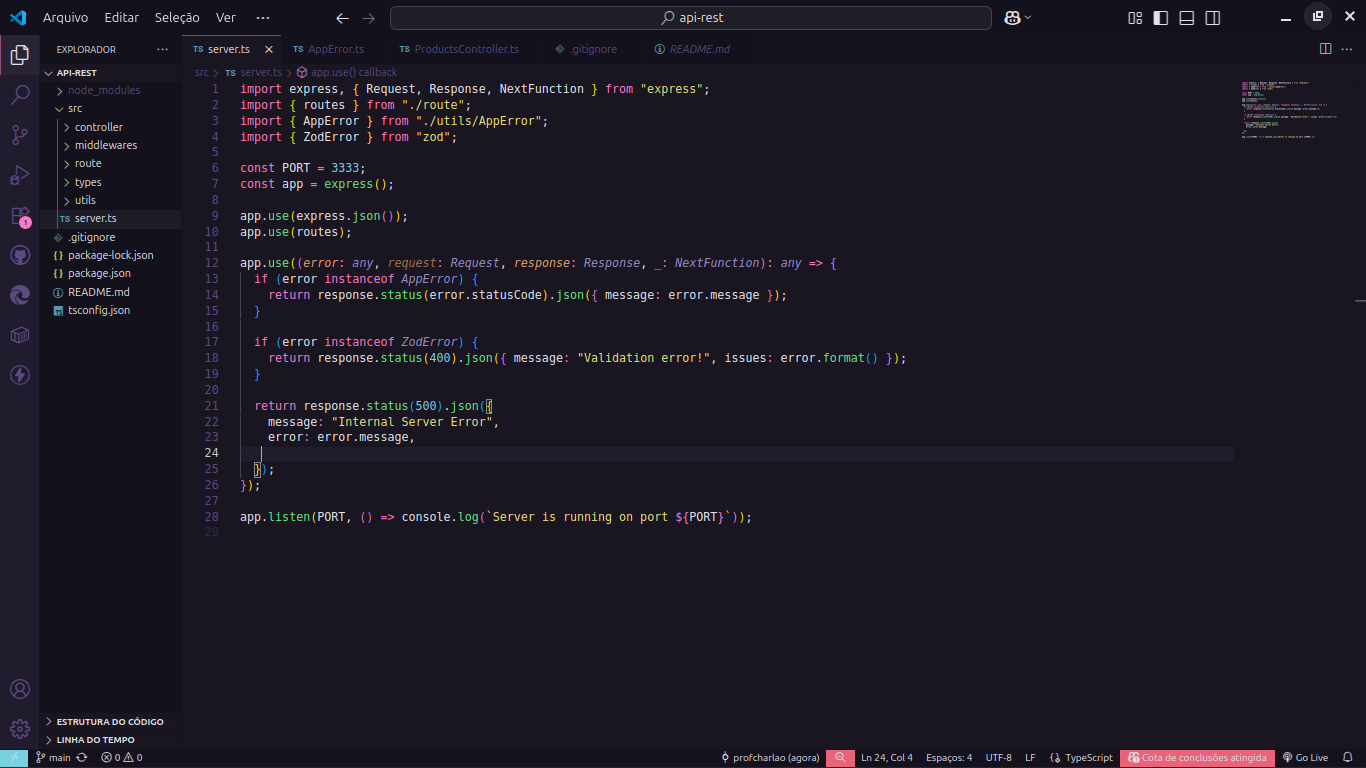 Arquivo Editar Seleção Ver ··· api-rest
EXPLORADOR ··· TS server.ts TS AppError.ts TS ProductsController.ts .gitignore README.md ···
API-REST
node_modules
src
controller
middlewares
route
types
utils
TS server.ts
.gitignore
{} package-lock.json
{} package.json
README.md
tsconfig.json
ESTRUTURA DO CÓDIGO
LINHA DO TEMPO
1
src > TS server.ts > app.use() callback
1 import express, { Request, Response, NextFunction } from "express";
2 import { routes } from "./route";
3 import { AppError } from "./utils/AppError";
4 import { ZodError } from "zod";
5
6 const PORT = 3333;
7 const app = express();
8
9 app.use(express.json());
10 app.use(routes);
11
12 app.use((error: any, request: Request, response: Response, _: NextFunction): any => {
13 if (error instanceof AppError) {
14 return response.status(error.statusCode).json({ message: error.message });
15 }
16
17 if (error instanceof ZodError) {
18 return response.status(400).json({ message: "Validation error!", issues: error.format() });
19 }
20
21 return response.status(500).json({
22 message: "Internal Server Error",
23 error: error.message,
24
25 });
26 });
27
28 app.listen(PORT, () => console.log(`Server is running on port ${PORT}`));
29
main 0 0 profcharlao (agora) Ln 24, Col 4 Espaços: 4 UTF-8 LF {} TypeScript Cota de conclusões atingida Go Live